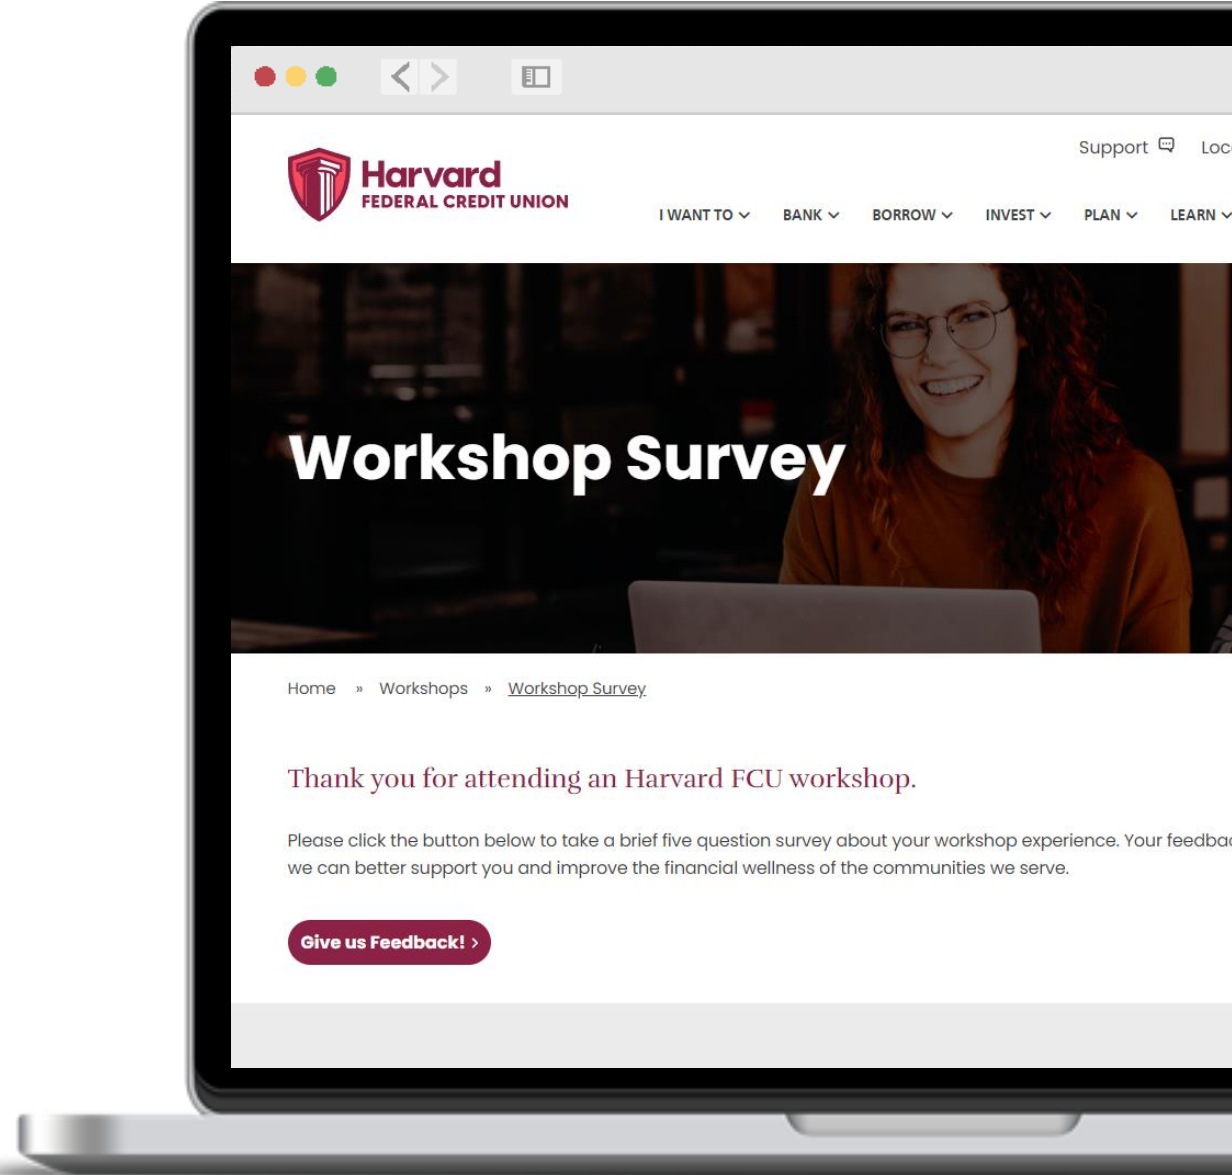 Harvard
FEDERAL CREDIT UNION
Support
I WANT TO
BANK
BORROW
INVEST
PLAN
LEARN
Workshop Survey
Home » Workshops » Workshop Survey
Thank you for attending an Harvard FCU workshop.
Please click the button below to take a brief five question survey about your workshop experience. Your
we can better support you and improve the financial wellness of the communities we serve.
Give us Feedback! >